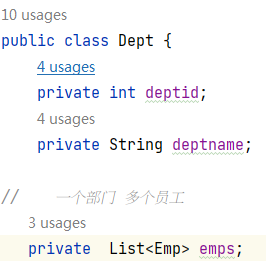 10 usages
public class Dept {
4 usages
private int deptid;
4 usages
private String deptname;
//    一个部门 多个员工
3 usages
private  List<Emp> emps;